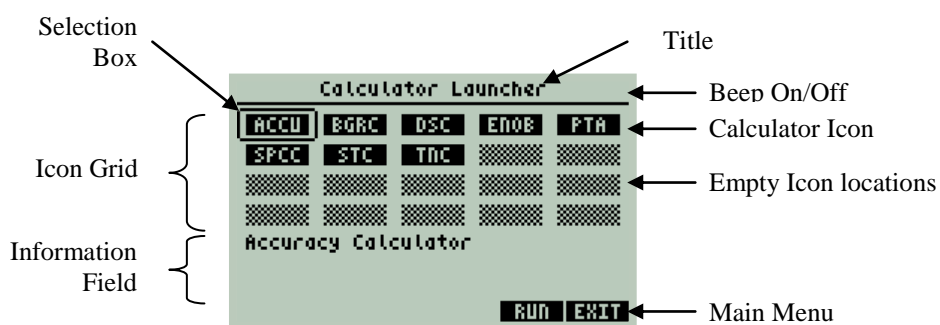 Selection
Box
Title
Calculator Launcher
Beep On/Off
ACCU BGRC DSC ENOB PTA
Calculator Icon
SPCC STC TNC
Icon Grid
Empty Icon locations
Accuracy Calculator
Information
Field
RUN EXIT
Main Menu